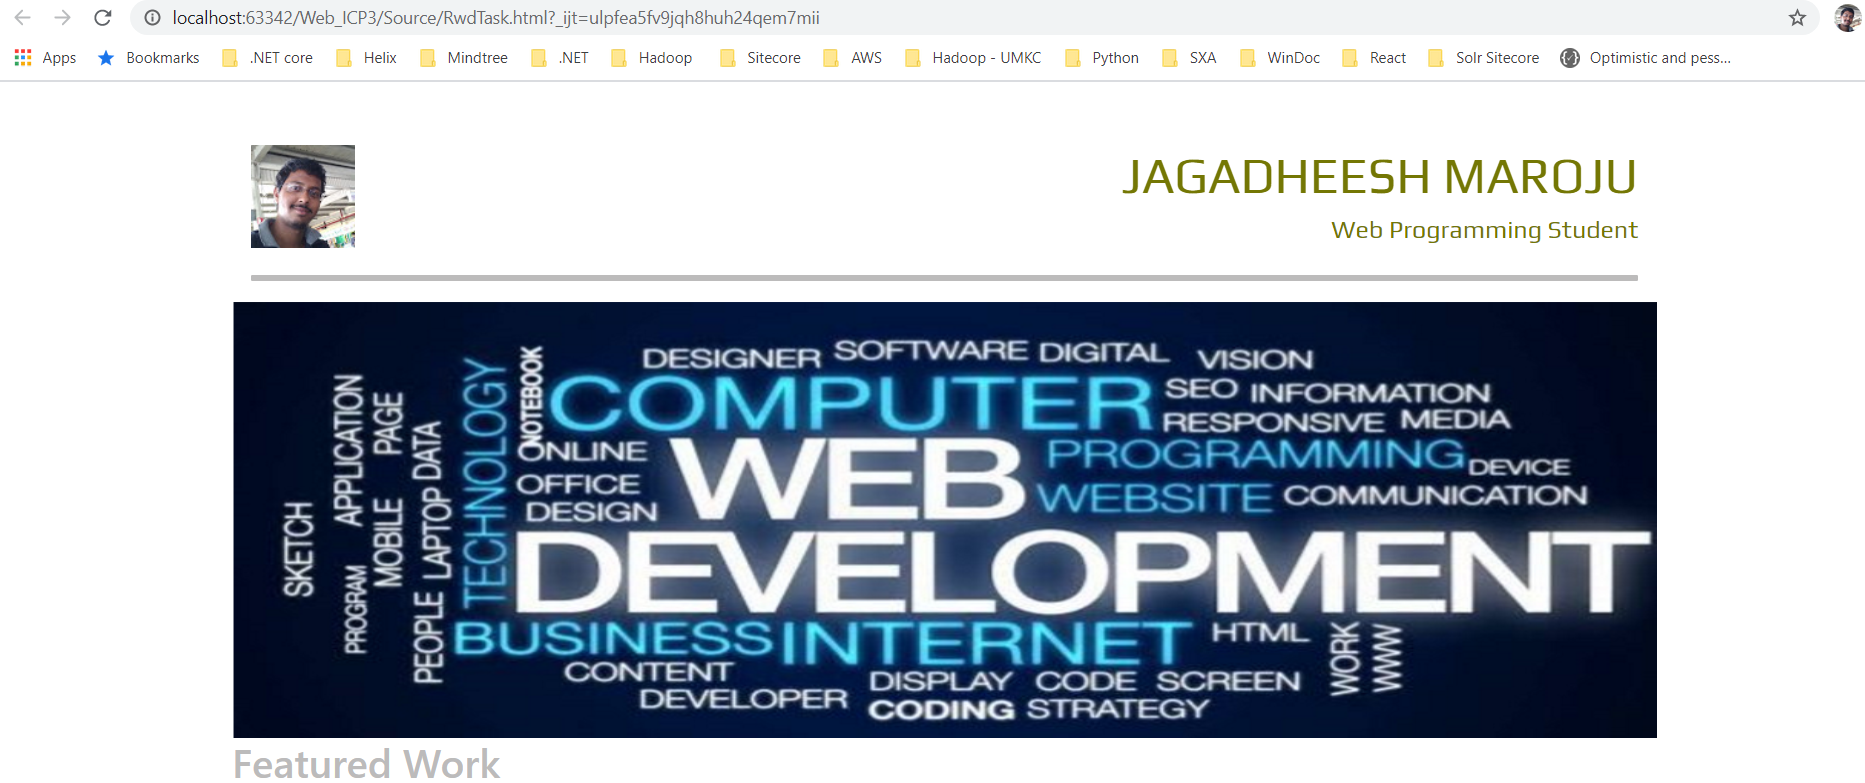 localhost:63342/Web_ICP3/Source/RwdTask.html?_ijt=ulpfea5fv9jqh8huh24qem7mii
Apps Bookmarks .NET core Helix Mindtree .NET Hadoop Sitecore AWS Hadoop - UMKC Python SXA WinDoc React Solr Sitecore Optimistic and pess...
JAGADHEESH MAROJU
Web Programming Student
DESIGNER SOFTWARE DIGITAL VISION
COMPUTER SEO INFORMATION
RESPONSIVE MEDIA
NOTEBOOK
TECHNOLOGY
APPLICATION
PAGE
DATA
ONLINE WEB PROGRAMMING DEVICE
OFFICE WEBSITE COMMUNICATION
DESIGN
SKETCH
PROGRAM
MOBILE
LAPTOP
PEOPLE
DEVELOPMENT
BUSINESS INTERNET HTML WORK WWW
CONTENT DISPLAY CODE SCREEN
DEVELOPER CODING STRATEGY
Featured Work